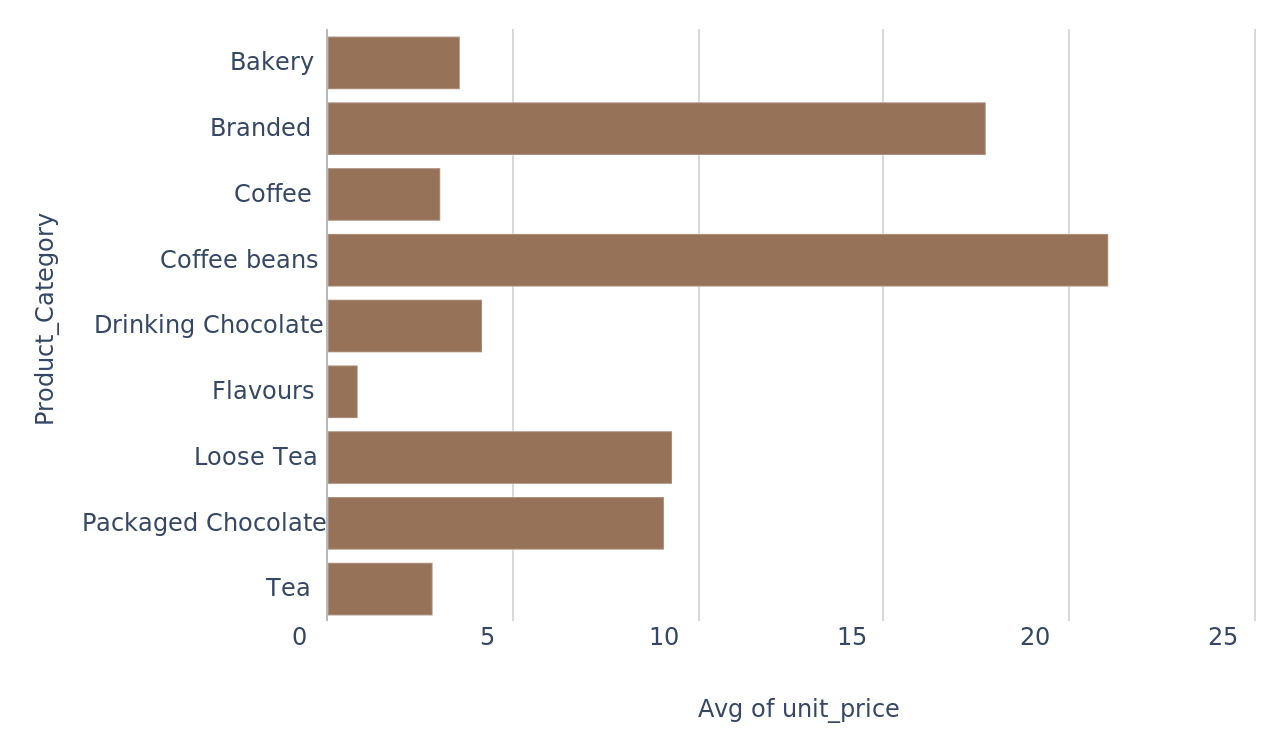 Bakery
Branded
Coffee
Coffee beans
Drinking Chocolate
Flavours
Loose Tea
Packaged Chocolate
Tea
Product_Category
0 5 10 15 20 25
Avg of unit_price